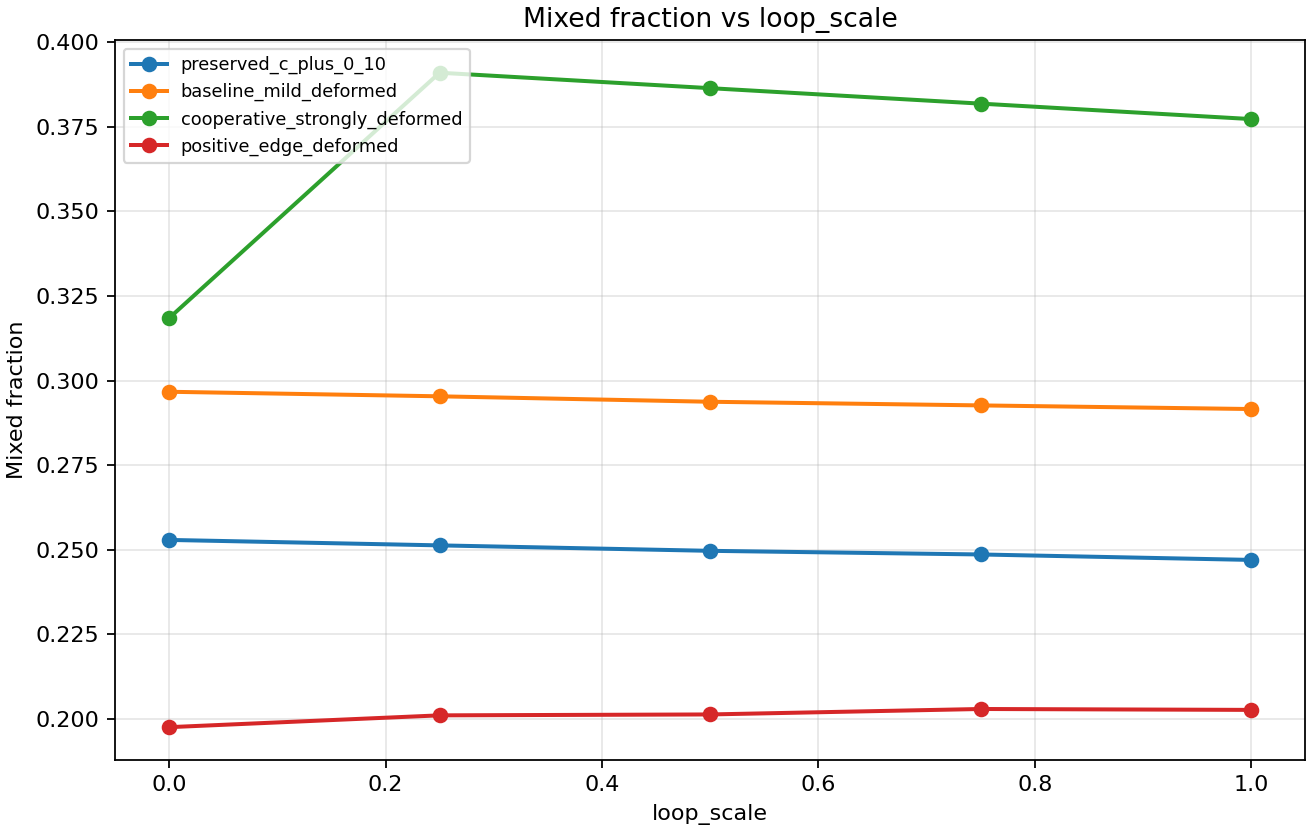 Mixed fraction vs loop_scale
preserved_c_plus_0_10
baseline_mild_deformed
cooperative_strongly_deformed
positive_edge_deformed
Mixed fraction
0.400
0.375
0.350
0.325
0.300
0.275
0.250
0.225
0.200
0.0 0.2 0.4 0.6 0.8 1.0
loop_scale